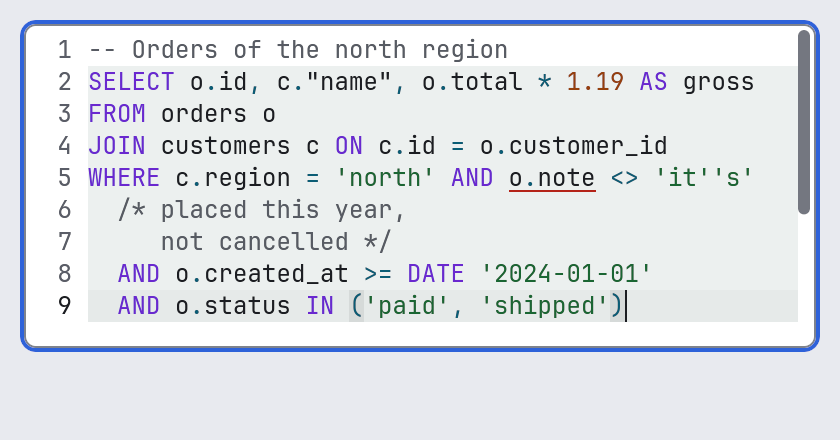 1 -- Orders of the north region
2 SELECT o.id, c."name", o.total * 1.19 AS gross
3 FROM orders o
4 JOIN customers c ON c.id = o.customer_id
5 WHERE c.region = 'north' AND o.note <> 'it''s'
6   /* placed this year,
7      not cancelled */
8   AND o.created_at >= DATE '2024-01-01'
9   AND o.status IN ('paid', 'shipped')